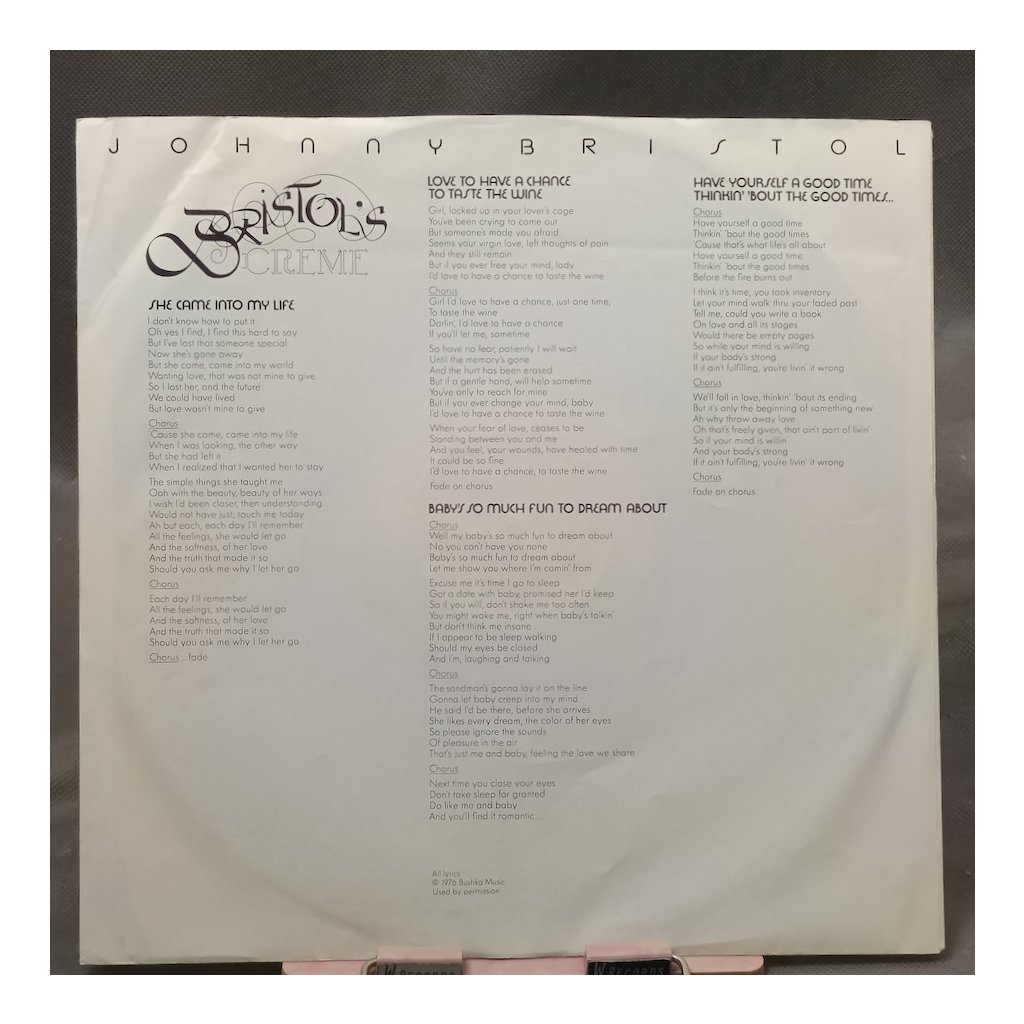 JOHNNY BRISTOL
BRISTOL'S
CREME
SHE CAME INTO MY LIFE
I don't know how to put it
Oh yes I find, I find this hard to say
But I've lost that someone special
Now she's gone away
But she came, came into my world
Wanting love, that was not mine to give
So I lost her, and the future
We could have lived
But love wasn't mine to give
Chorus
'Cause she came, came into my life
When I was looking, the other way
But she had left it
When I realized that I wanted her to stay
The simple things she taught me
Ooh with the beauty, beauty of her ways
I wish I'd been closer, then understanding
Would not have just, touch me today
Ah but each, each day I'll remember
All the feelings, she would let go
And the softness, of her love
And the truth that made it so
Should you ask me why I let her go
Chorus
Each day I'll remember
All the feelings, she would let go
And the softness, of her love
And the truth that made it so
Should you ask me why I let her go
Chorus ...fade
LOVE TO HAVE A CHANCE
TO TASTE THE WINE
Girl, locked up in your lover's cage
You've been crying to come out
But someone's made you afraid
Seems your virgin love, left thoughts of pain
And they still remain
But if you ever free your mind, lady
I'd love to have a chance to taste the wine
Chorus
Girl I'd love to have a chance, just one time,
To taste the wine
Darlin', I'd love to have a chance
If you'll let me, sometime
So have no fear, patiently I will wait
Until the memory's gone
And the hurt has been erased
But if a gentle hand, will help sometime...
You've only to reach for mine
But if you ever change your mind, baby
I'd love to have a chance to taste the wine
When your fear of love, ceases to be
Standing between you and me
And you feel, your wounds, have healed with time
It could be so fine
I'd love to have a chance, to taste the wine
Fade on chorus
BABY'S SO MUCH FUN TO DREAM ABOUT
Chorus
Well my baby's so much fun to dream about
No you can't have you none
Baby's so much fun to dream about
Let me show you where I'm comin' from
Excuse me it's time I go to sleep
Got a date with baby, promised her I'd keep
So if you will, don't shake me too often
You might wake me, right when baby's talkin'
But don't think me insane
If I appear to be sleep walking
Should my eyes be closed
And I'm, laughing and talking
Chorus
The sandman's gonna lay it on the line
Gonna let baby creep into my mind
He said I'd be there, before she arrives
She likes every dream, the color of her eyes
So please ignore the sounds
Of pleasure in the air
That's just me and baby, feeling the love we share
Chorus
Next time you close your eyes
Don't take sleep for granted
Do like me and baby
And you'll find it romantic...
All lyrics
© 1976 Bushka Music
Used by permission
HAVE YOURSELF A GOOD TIME
THINKIN' 'BOUT THE GOOD TIMES...
Chorus
Have yourself a good time
Thinkin' 'bout the good times
'Cause that's what life's all about
Have yourself a good time
Thinkin' 'bout the good times
Before the fire burns out
I think it's time, you took inventory
Let your mind walk thru your faded past
Tell me, could you write a book
On love and all its stages
Would there be empty pages
So while your mind is willing
If your body's strong
If it ain't fulfilling, you're livin' it wrong
Chorus
We'll fall in love, thinkin' 'bout its ending
But it's only the beginning of something new
Ah why throw away love
Oh that's freely given, that ain't part of livin'
So if your mind is willin'
And your body's strong
If it ain't fulfilling, you're livin' it wrong
Chorus
Fade on chorus
W RECORDS
W RECORDS